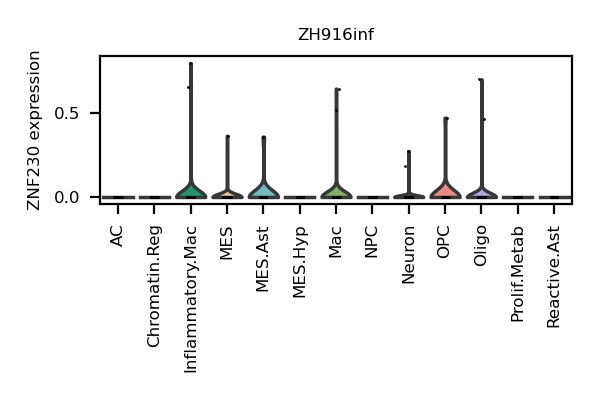 ZH916inf
ZNF230 expression
0.5
0.0
AC
Chromatin.Reg
Inflammatory.Mac
MES
MES.Ast
MES.Hyp
Mac
NPC
Neuron
OPC
Oligo
Prolif.Metab
Reactive.Ast